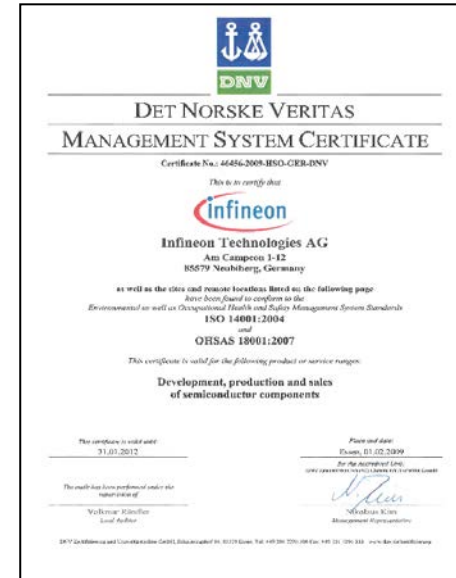 DNV
DET NORSKE VERITAS
MANAGEMENT SYSTEM CERTIFICATE
Certificate No.: 46456-2009-HSO-GER-DNV
This is to certify that
infineon
Infineon Technologies AG
Am Campeon 1-12
85579 Neubiberg, Germany
as well as the sites and remote locations listed on the following page
have been found to conform to the
Environmental as well as Occupational Health and Safety Management System Standards
ISO 14001:2004
and
OHSAS 18001:2007
This certificate is valid for the following product or service ranges:
Development, production and sales
of semiconductor components
This certificate is valid until:
31.01.2012
Place and date:
Essen, 01.02.2009
for the Accredited Unit:
The audit has been performed under the
supervision of
Volkmar
Lead Auditor
Nikolaus Kim
Management Representative